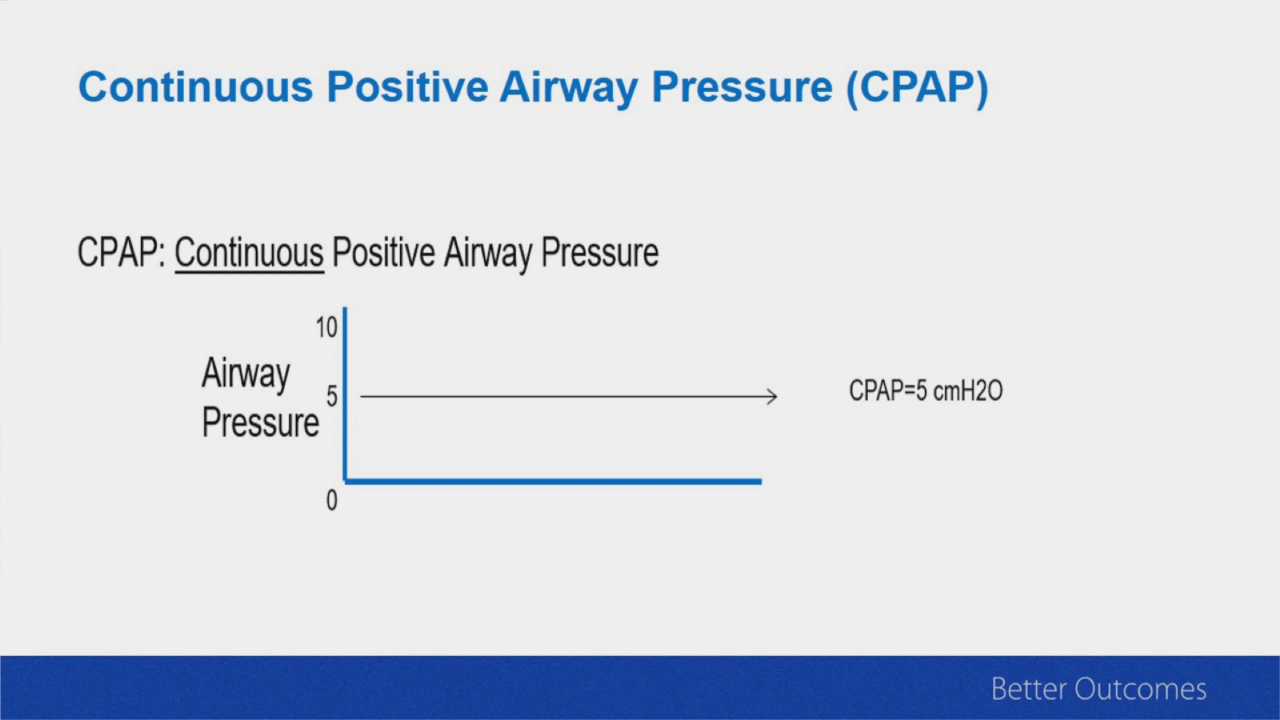 Continuous Positive Airway Pressure (CPAP)
CPAP: Continuous Positive Airway Pressure
10
Airway
5
Pressure
CPAP=5 cmH2O
0
Better Outcomes